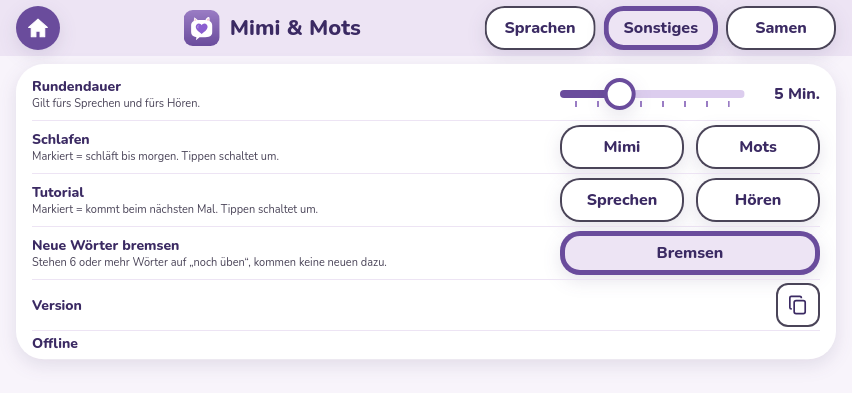 Mimi & Mots
Sprachen
Sonstiges
Samen
Rundendauer
Gilt fürs Sprechen und fürs Hören.
5 Min.
Schlafen
Markiert = schläft bis morgen. Tippen schaltet um.
Mimi
Mots
Tutorial
Markiert = kommt beim nächsten Mal. Tippen schaltet um.
Sprechen
Hören
Neue Wörter bremsen
Stehen 6 oder mehr Wörter auf „noch üben“, kommen keine neuen dazu.
Bremsen
Version
Offline